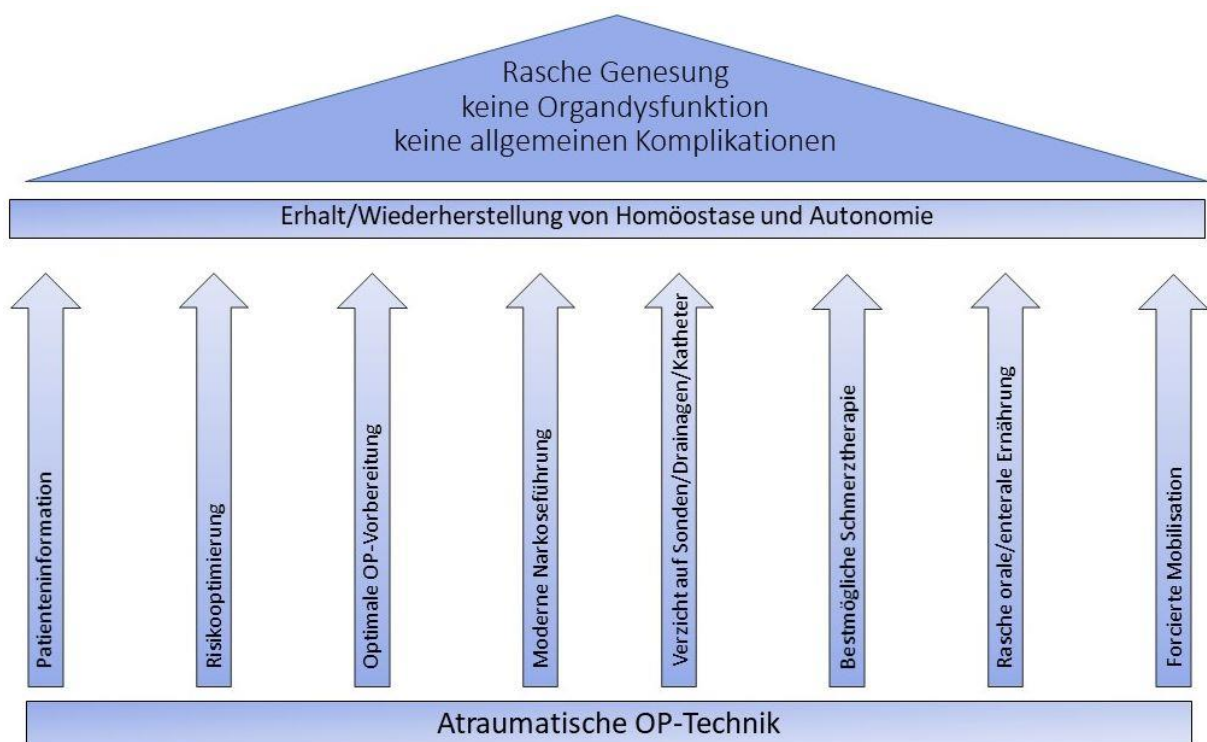 Rasche Genesung
keine Organdysfunktion
keine allgemeinen Komplikationen
Erhalt/Wiederherstellung von Homöostase und Autonomie
Patienteninformation
Risikooptimierung
Optimale OP-Vorbereitung
Moderne Narkoseführung
Verzicht auf Sonden/Drainagen/Katheter
Bestmögliche Schmerztherapie
Rasche orale/enterale Ernährung
Forcierte Mobilisation
Atraumatische OP-Technik